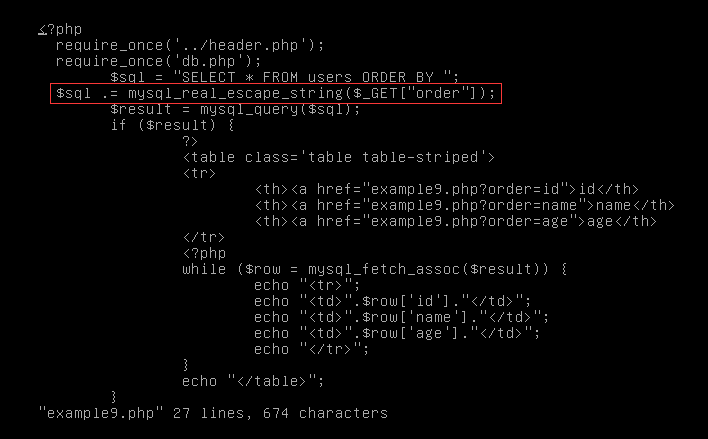 <?php
require_once('../header.php');
require_once('db.php');
$sql = "SELECT * FROM users ORDER BY ";
$sql .= mysql_real_escape_string($_GET["order"]);
$result = mysql_query($sql);
if ($result) {
?>
<table class='table table-striped'>
<tr>
<th><a href="example9.php?order=id">id</th>
<th><a href="example9.php?order=name">name</th>
<th><a href="example9.php?order=age">age</th>
</tr>
<?php
while ($row = mysql_fetch_assoc($result)) {
echo "<tr>";
echo "<td>".$row['id']."</td>";
echo "<td>".$row['name']."</td>";
echo "<td>".$row['age']."</td>";
echo "</tr>";
}
echo "</table>";
}
"example9.php" 27 lines, 674 characters